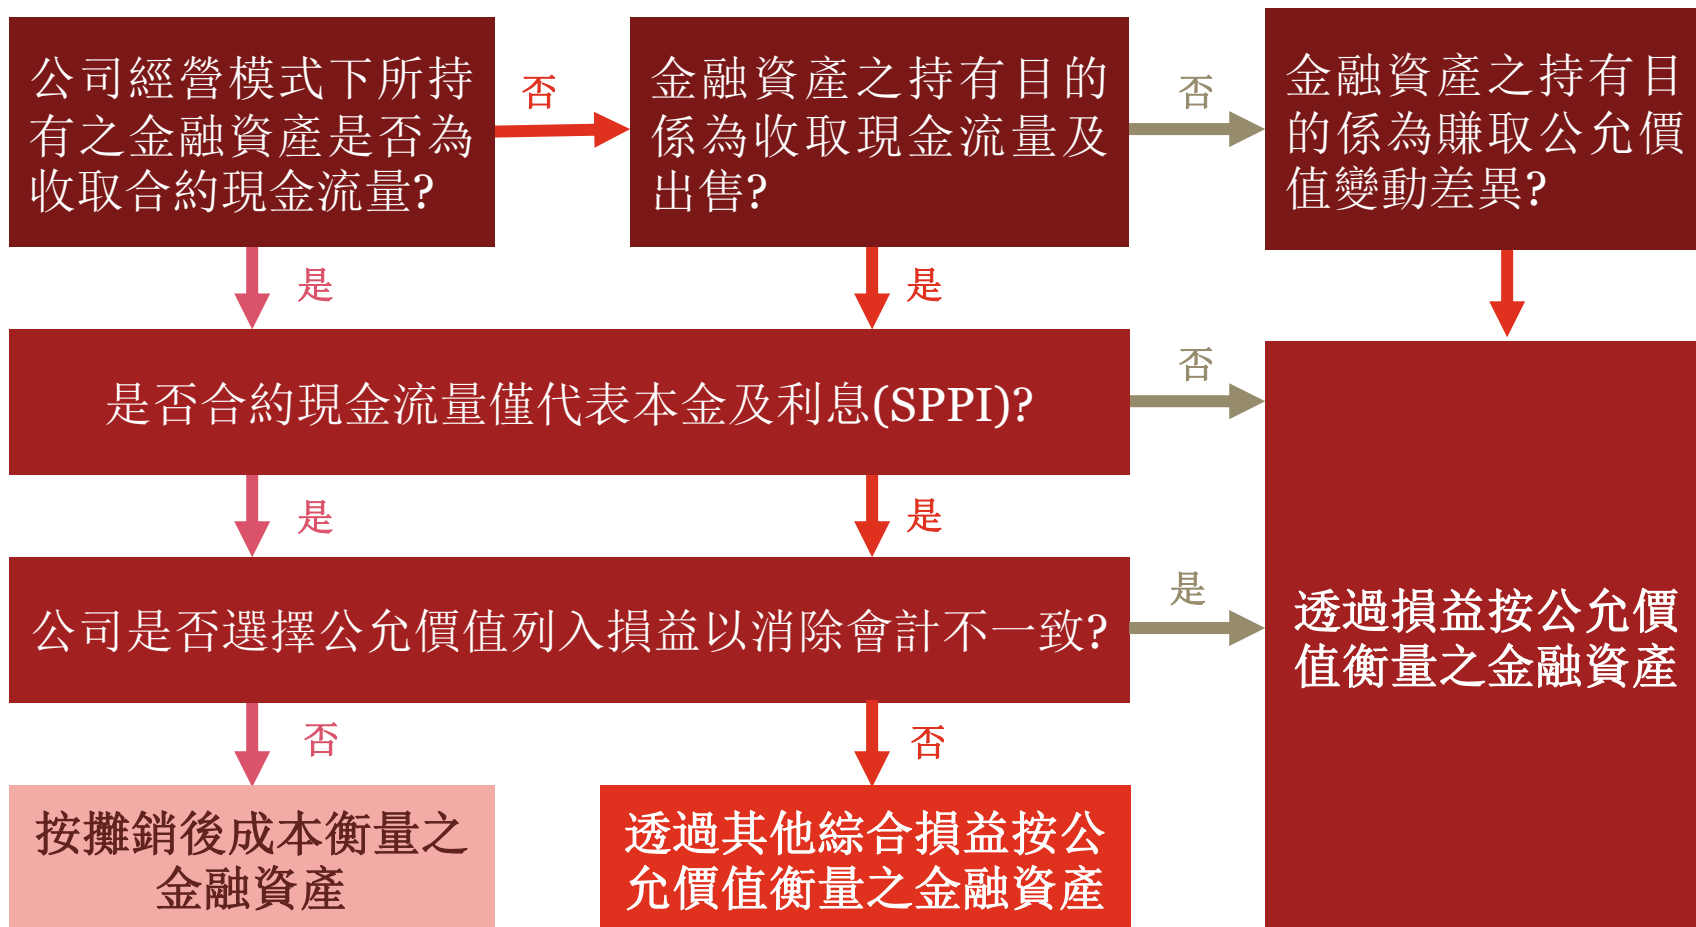 公司經營模式下所持
有之金融資產是否為
收取合約現金流量?
否
金融資產之持有目的
係為收取現金流量及
出售?
否
金融資產之持有目
的係為賺取公允價
值變動差異?
是
是
是否合約現金流量僅代表本金及利息(SPPI)?
否
是
是
公司是否選擇公允價值列入損益以消除會計不一致?
是
透過損益按公允價
值衡量之金融資產
否
否
按攤銷後成本衡量之
金融資產
透過其他綜合損益按公
允價值衡量之金融資產